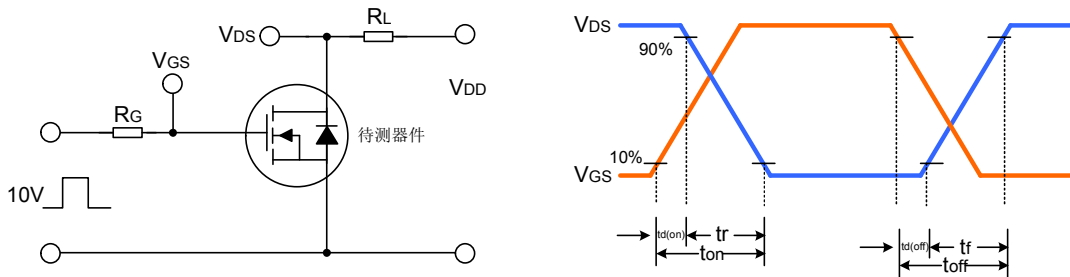 RL
VDS
VGS
VDD
RG
待测器件
10V
VDS
90%
10%
VGS
td(on)
tr
ton
td(off)
tf
toff